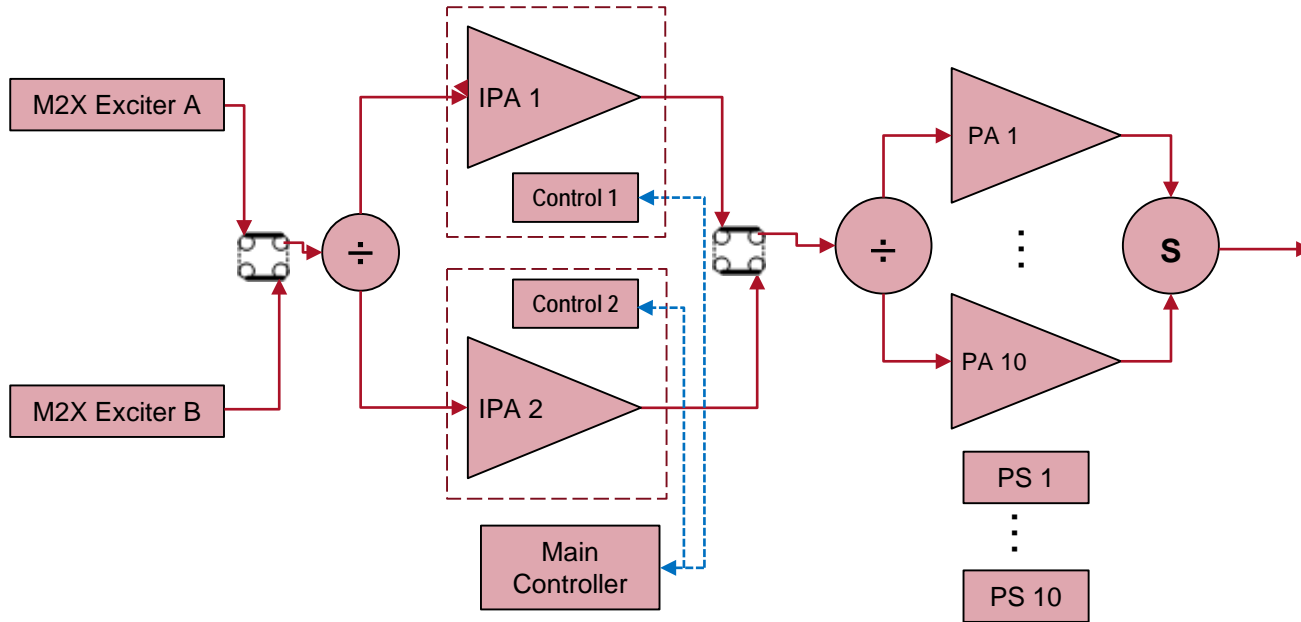 M2X Exciter A
M2X Exciter B
÷
IPA 1
Control 1
Control 2
IPA 2
Main
Controller
÷
PA 1
⋮
PA 10
S
PS 1
⋮
PS 10